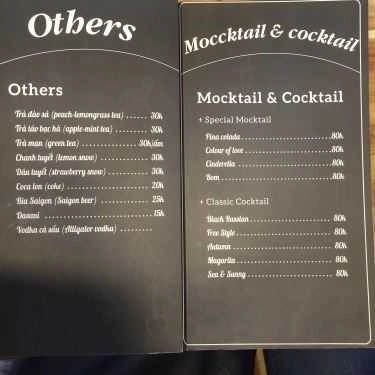 Others
Others
Trà đào sả (peach-lemongrass tea) ...... 30k
Trà táo bạc hà (apple-mint tea) ....... 30k
Trà mạn (green tea) ............... 30k/ấm
Chanh tuyết (lemon snow) ........... 30k
Dâu tuyết (strawberry snow) ......... 30k
Coca lon (coke) .................... 20k
Bia Saigon (Saigon beer) ............ 25k
Dasani ........................... 15k
Vodka cá sấu (Alligator vodka) .........
Moccktail & cocktail
Mocktail & Cocktail
+ Special Mocktail
Pina colada ........................80k
Colour of love ......................80k
Cinderella .........................80k
Bom ..............................80k
+ Classic Cocktail
Black Russian ...................... 80k
Free Style ......................... 80k
Autumn ........................... 80k
Magarita .......................... 80k
Sea & Sunny ....................... 80k